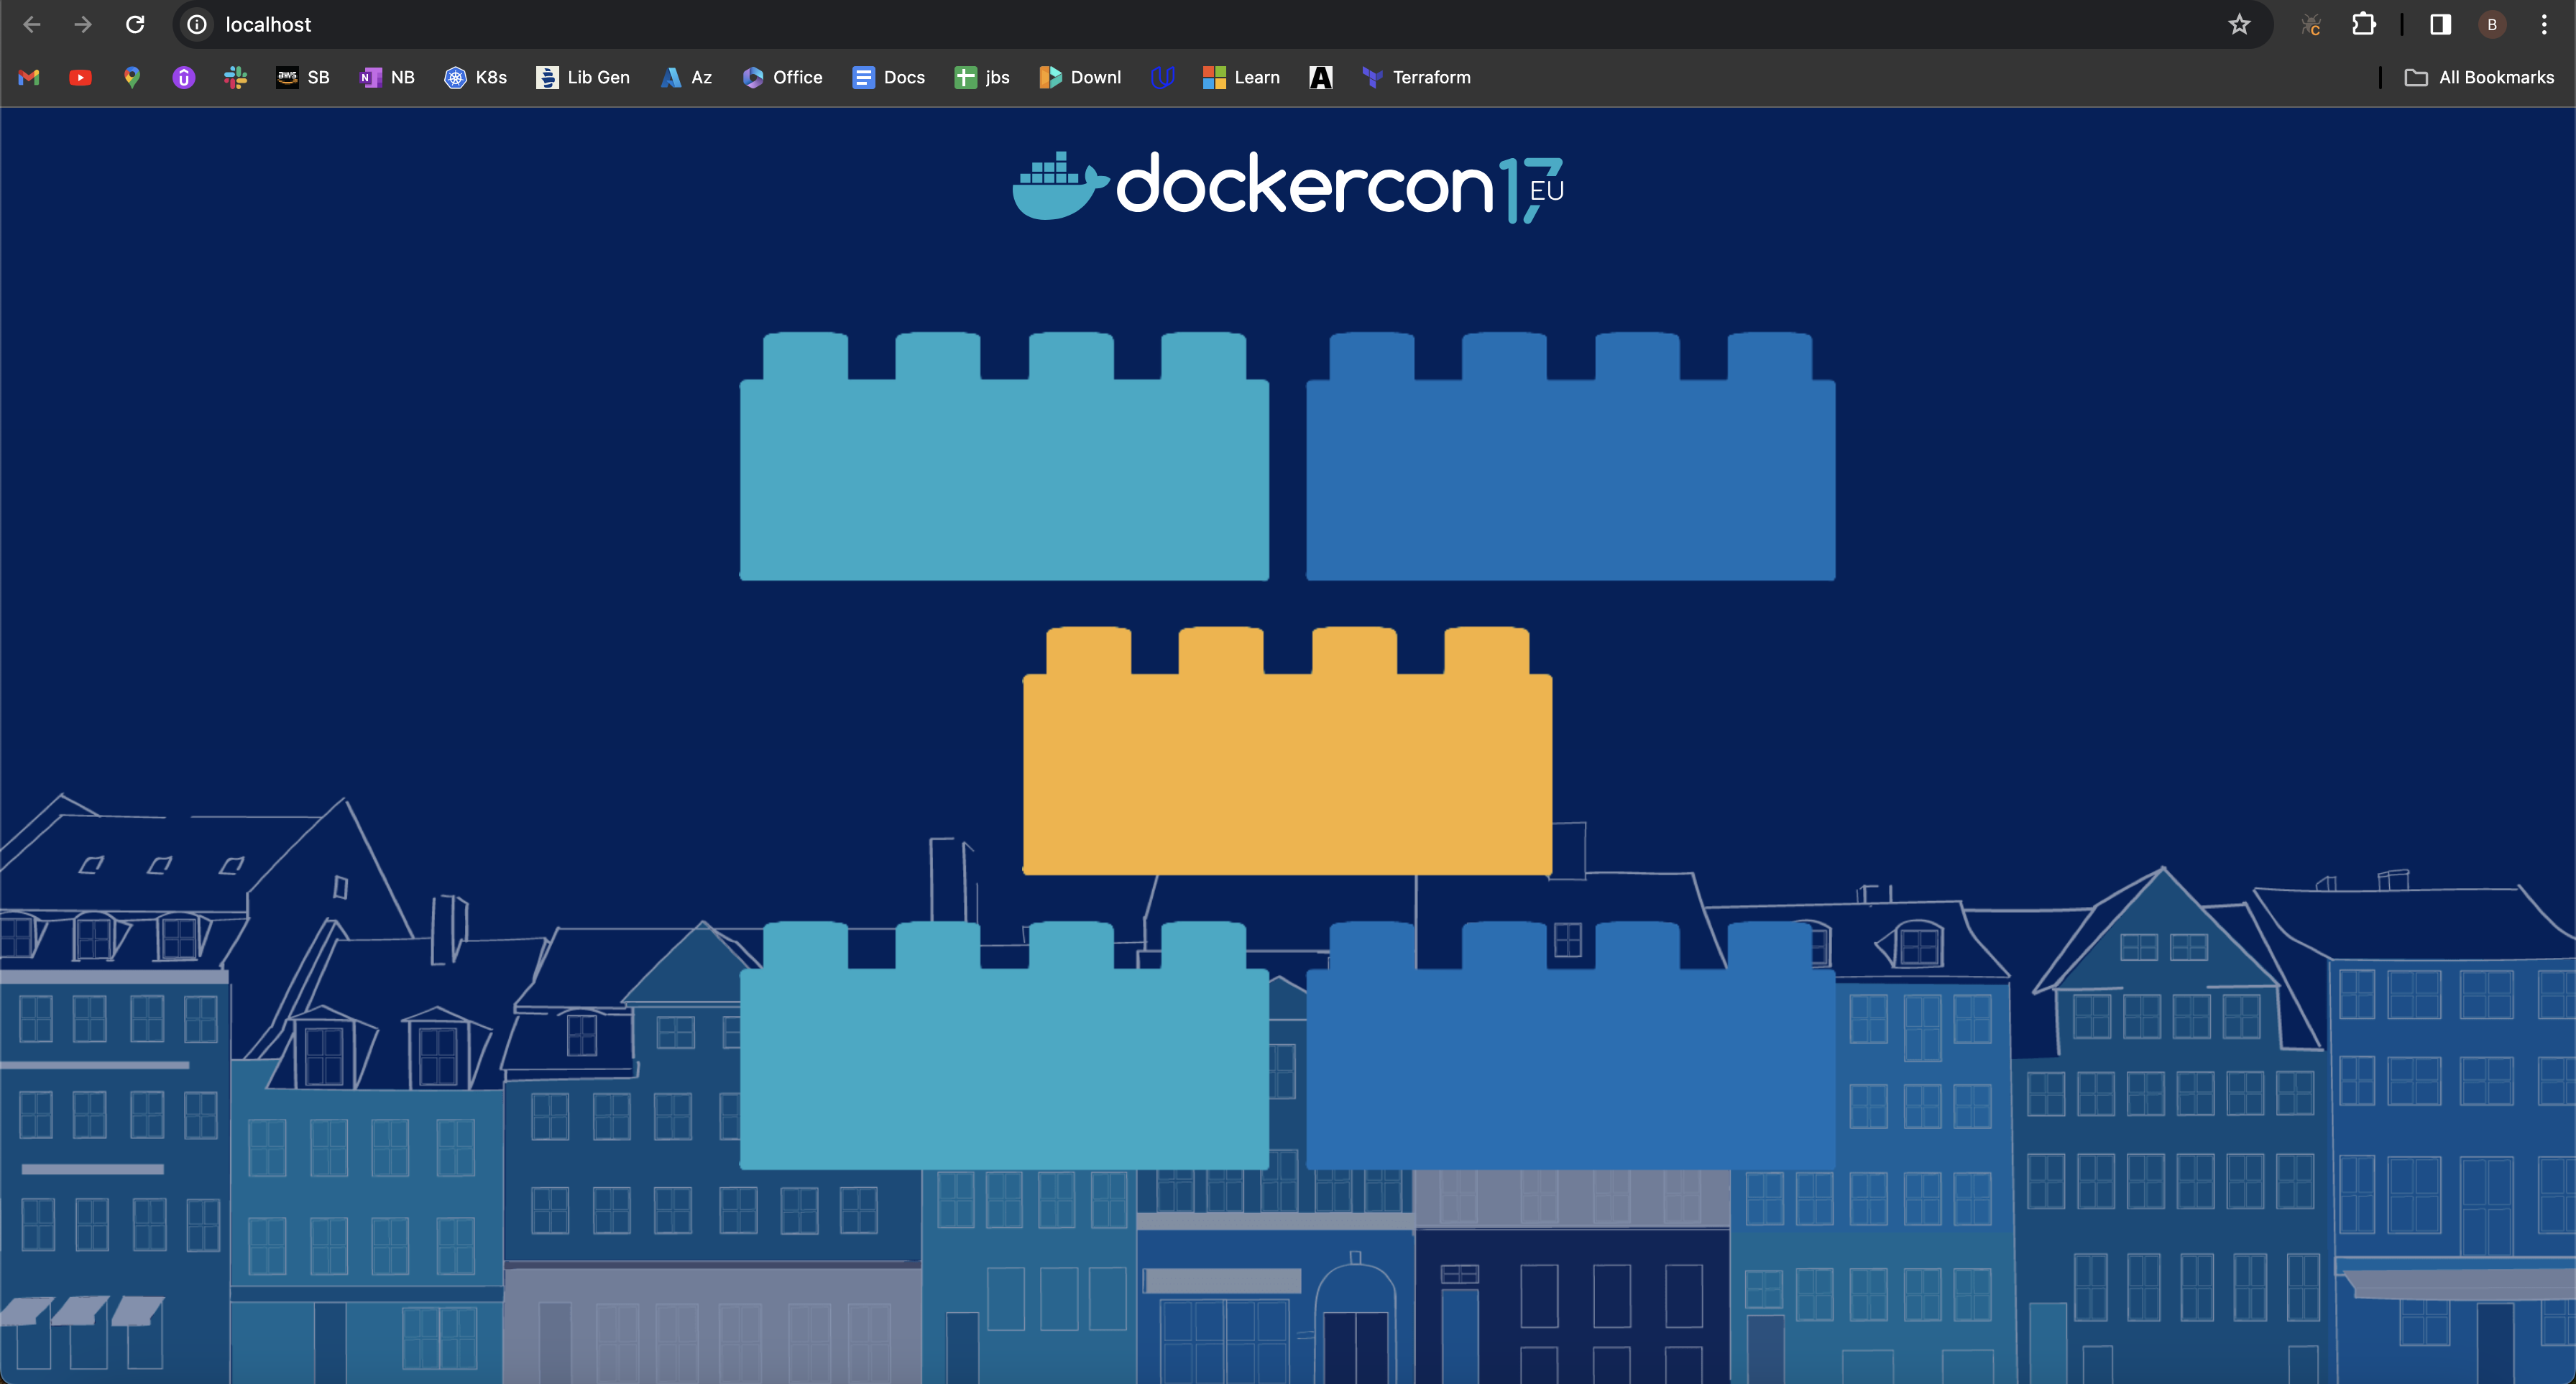 localhost
B
SB NB K8s Lib Gen Az Office Docs jbs Downl Learn Terraform All Bookmarks
dockercon17
EU